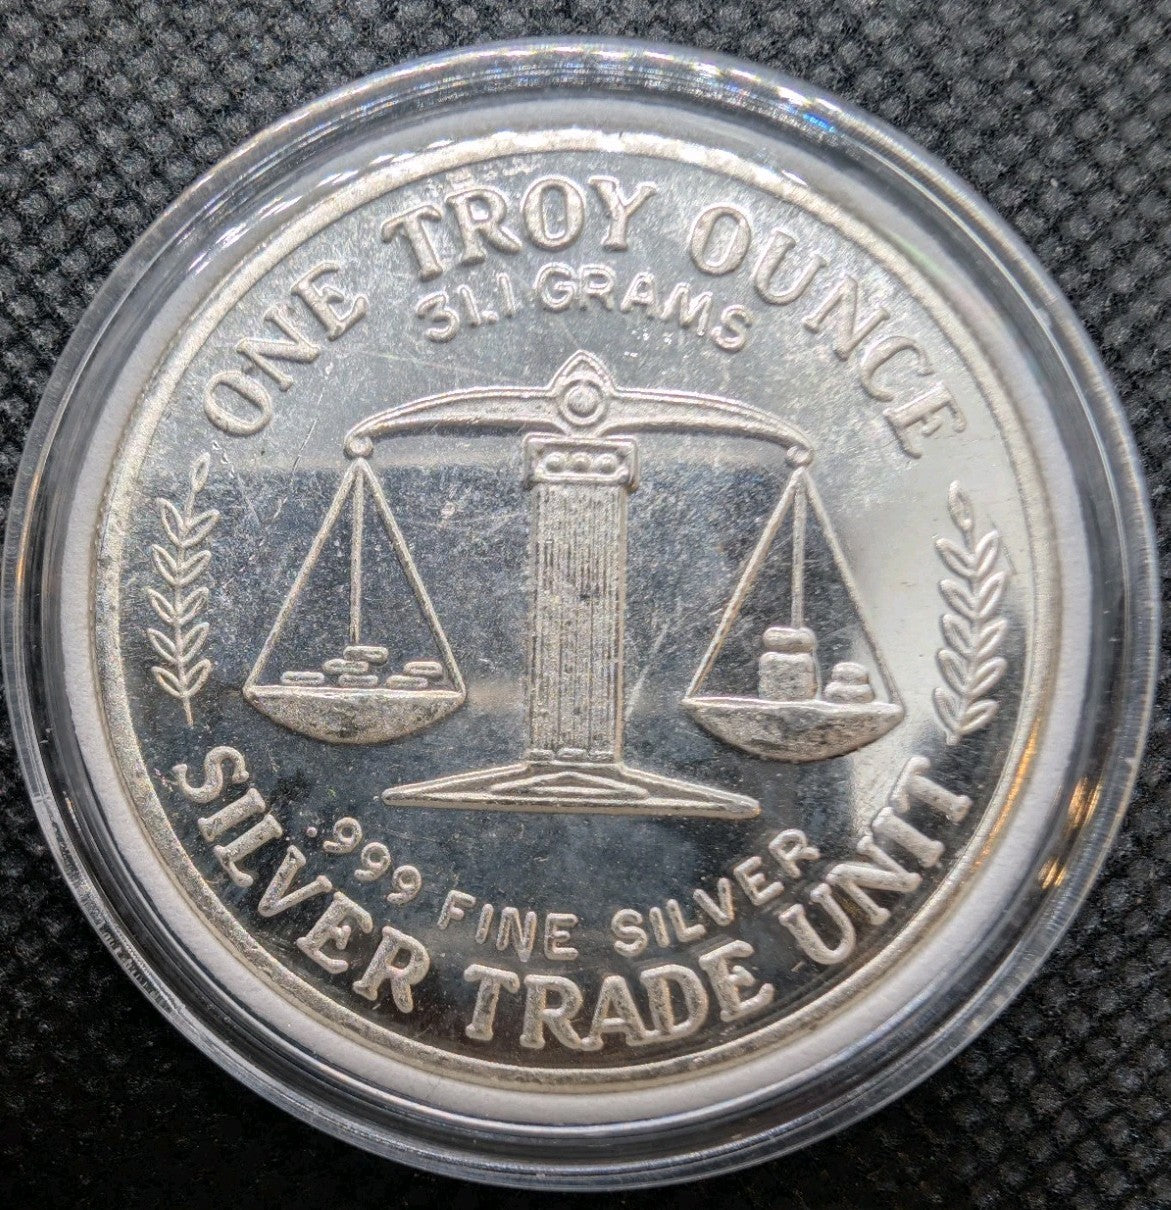 ONE TROY OUNCE
31.1 GRAMS
.999 FINE SILVER
SILVER TRADE UNIT